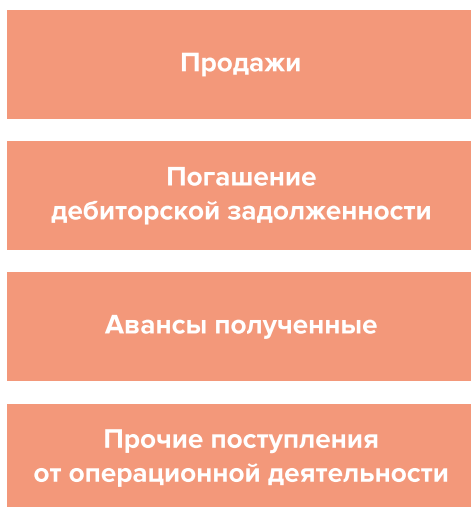 Продажи
Погашение
дебиторской задолженности
Авансы полученные
Прочие поступления
от операционной деятельности